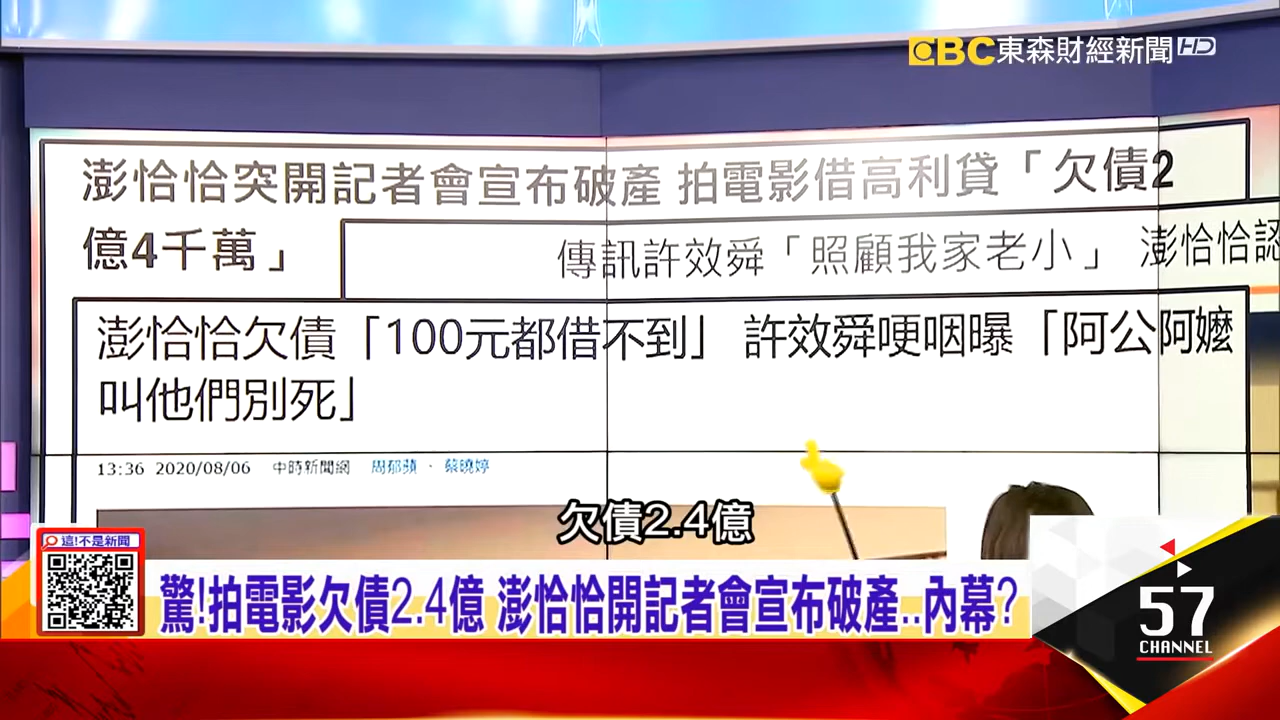 EBC東森財經新聞HD
澎恰恰突開記者會宣布破產 拍電影借高利貸「欠債2
億4千萬」
傳訊許效舜「照顧我家老小」 澎恰恰認
澎恰恰欠債「100元都借不到」 許效舜哽咽曝「阿公阿嬤
叫他們別死」
13:36 2020/08/06 中時新聞網 周郁蘋 、 蔡曉婷
欠債2.4億
這!不是新聞
驚!拍電影欠債2.4億 澎恰恰開記者會宣布破產..內幕?
57
CHANNEL